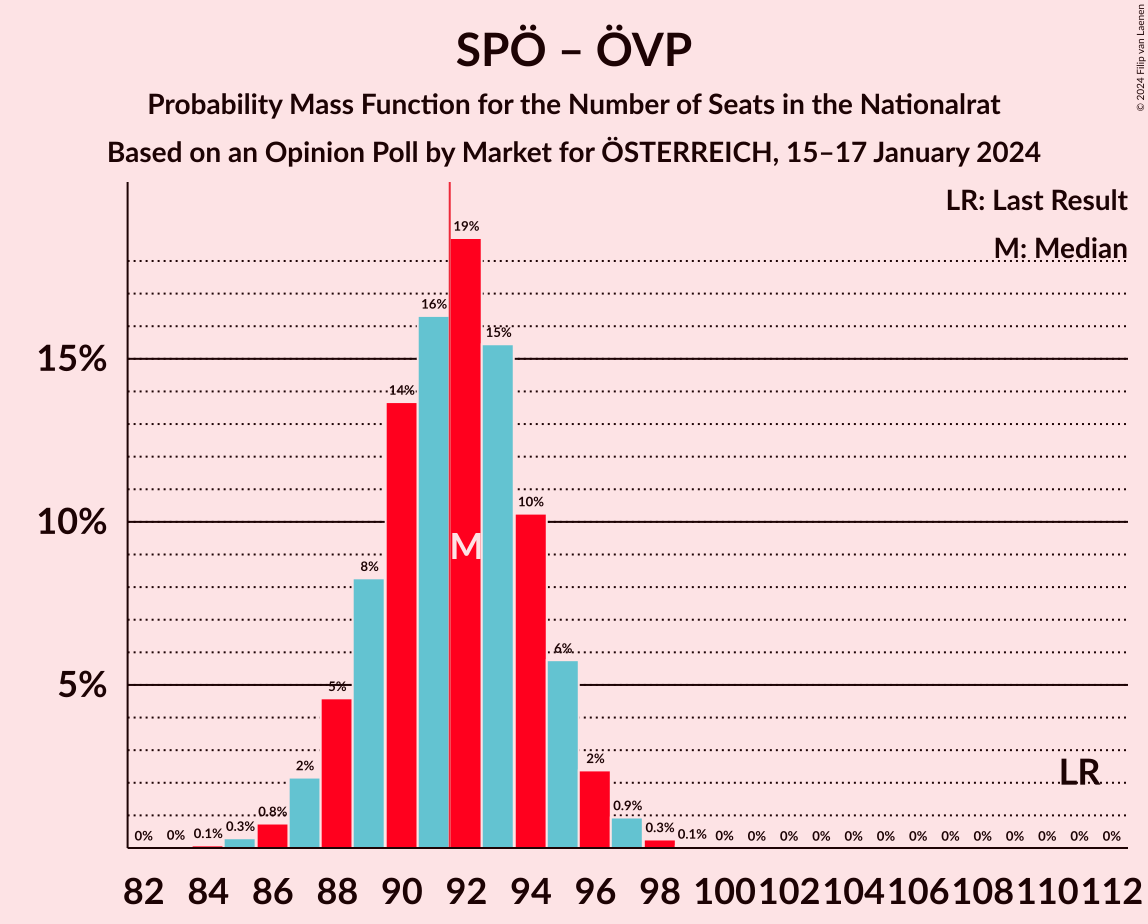 SPÖ – ÖVP
Probability Mass Function for the Number of Seats in the Nationalrat
Based on an Opinion Poll by Market for ÖSTERREICH, 15–17 January 2024
© 2024 Filip van Laenen
LR: Last Result
M: Median
19%
16%
15%
15%
14%
10%
10%
M
8%
6%
5%
5%
2%
2%
LR
0% 0% 0.1% 0.3% 0.8% 0.9% 0.3% 0.1% 0% 0% 0% 0% 0% 0% 0% 0% 0% 0% 0% 0% 0%
82 84 86 88 90 92 94 96 98 100 102 104 106 108 110 112